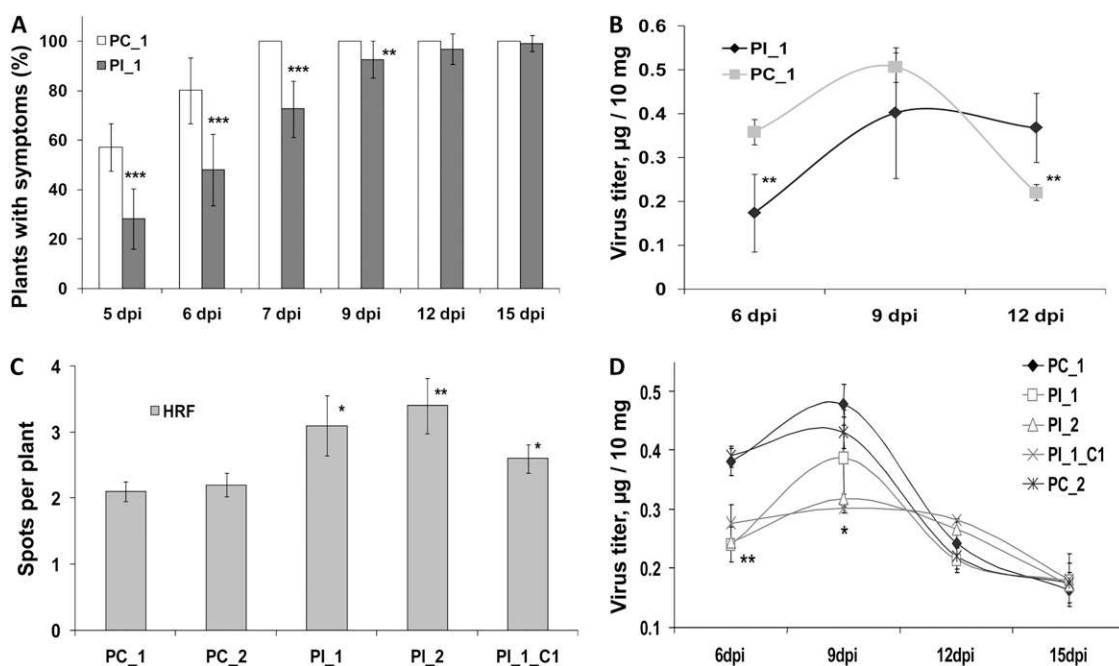 A
Plants with symptoms (%)
100
80
60
40
20
0
PC_1
PI_1
***
***
***
**
5 dpi 6 dpi 7 dpi 9 dpi 12 dpi 15 dpi
B
Virus titer, µg / 10 mg
0.6
0.5
0.4
0.3
0.2
0.1
0
PI_1
PC_1
**
**
6 dpi 9 dpi 12 dpi
C
Spots per plant
4
3
2
1
0
HRF
*
**
*
PC_1 PC_2 PI_1 PI_2 PI_1_C1
D
Virus titer, µg / 10 mg
0.5
0.4
0.3
0.2
0.1
PC_1
PI_1
PI_2
PI_1_C1
PC_2
**
*
6dpi 9dpi 12dpi 15dpi